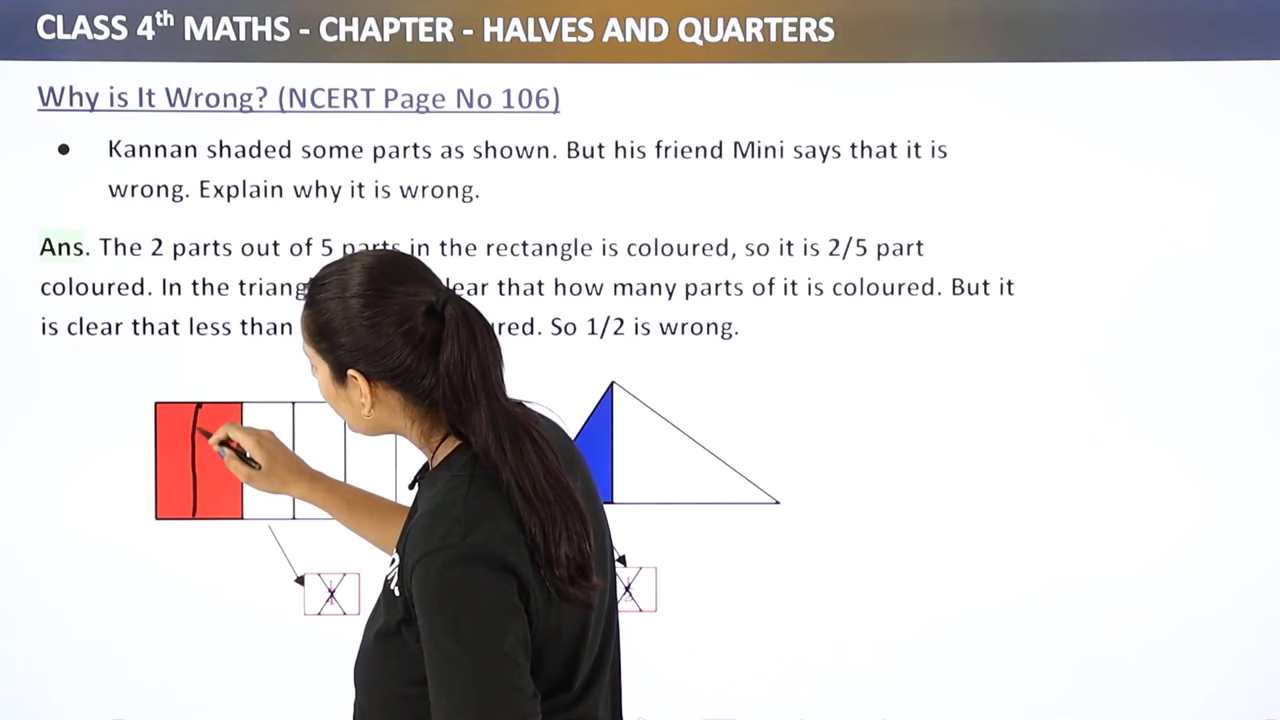 CLASS 4th MATHS - CHAPTER - HALVES AND QUARTERS
Why is It Wrong? (NCERT Page No 106)
• Kannan shaded some parts as shown. But his friend Mini says that it is
wrong. Explain why it is wrong.
Ans. The 2 parts out of 5 parts in the rectangle is coloured, so it is 2/5 part
coloured. In the triang lear that how many parts of it is coloured. But it
is clear that less than red. So 1/2 is wrong.